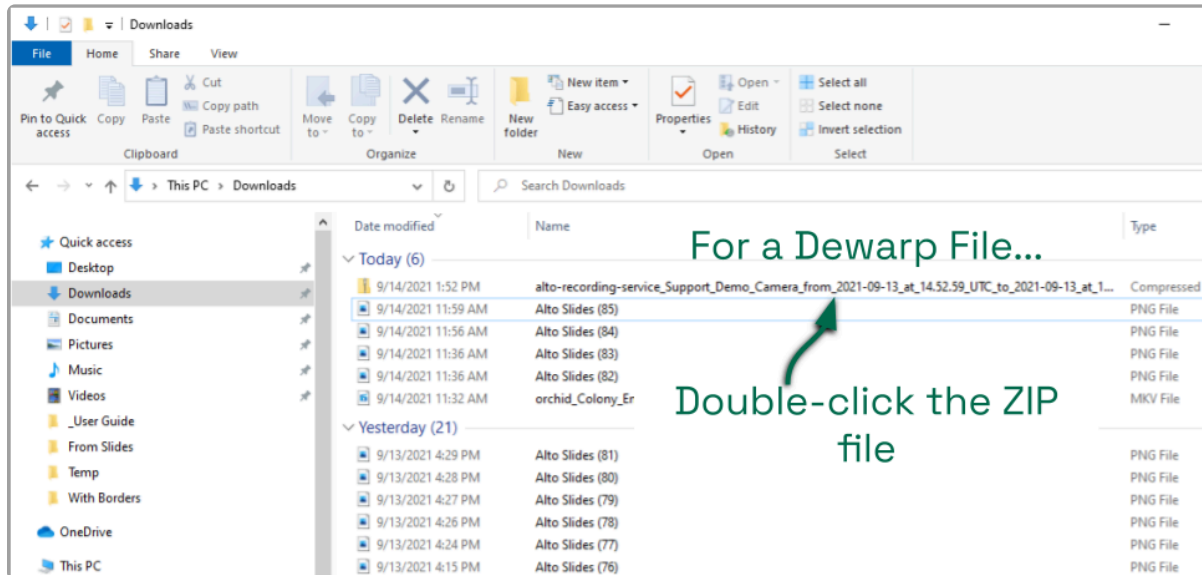 Downloads
File Home Share View
Pin to Quick access Copy Paste Cut
Copy path
Paste shortcut
Move to Copy to Delete Rename New folder
New item
Easy access
Properties Open
Edit
History
Select all
Select none
Invert selection
Clipboard Organize New Open Select
This PC Downloads Search Downloads
Date modified Name Type
Quick access
Desktop
Downloads
Documents
Pictures
Music
Videos
_User Guide
From Slides
Temp
With Borders
OneDrive
This PC
For a Dewarp File...
Today (6)
9/14/2021 1:52 PM alto-recording-service_Support_Demo_Camera_from_2021-09-13_at_14.52.59_UTC_to_2021-09-13_at_1... Compressed
9/14/2021 11:59 AM Alto Slides (85) PNG File
9/14/2021 11:56 AM Alto Slides (84) PNG File
9/14/2021 11:36 AM Alto Slides (83) PNG File
9/14/2021 11:36 AM Alto Slides (82) PNG File
9/14/2021 11:32 AM orchid_Colony_Er MKV File
Double-click the ZIP
file
Yesterday (21)
9/13/2021 4:29 PM Alto Slides (81) PNG File
9/13/2021 4:28 PM Alto Slides (80) PNG File
9/13/2021 4:27 PM Alto Slides (79) PNG File
9/13/2021 4:26 PM Alto Slides (78) PNG File
9/13/2021 4:24 PM Alto Slides (77) PNG File
9/13/2021 4:15 PM Alto Slides (76) PNG File